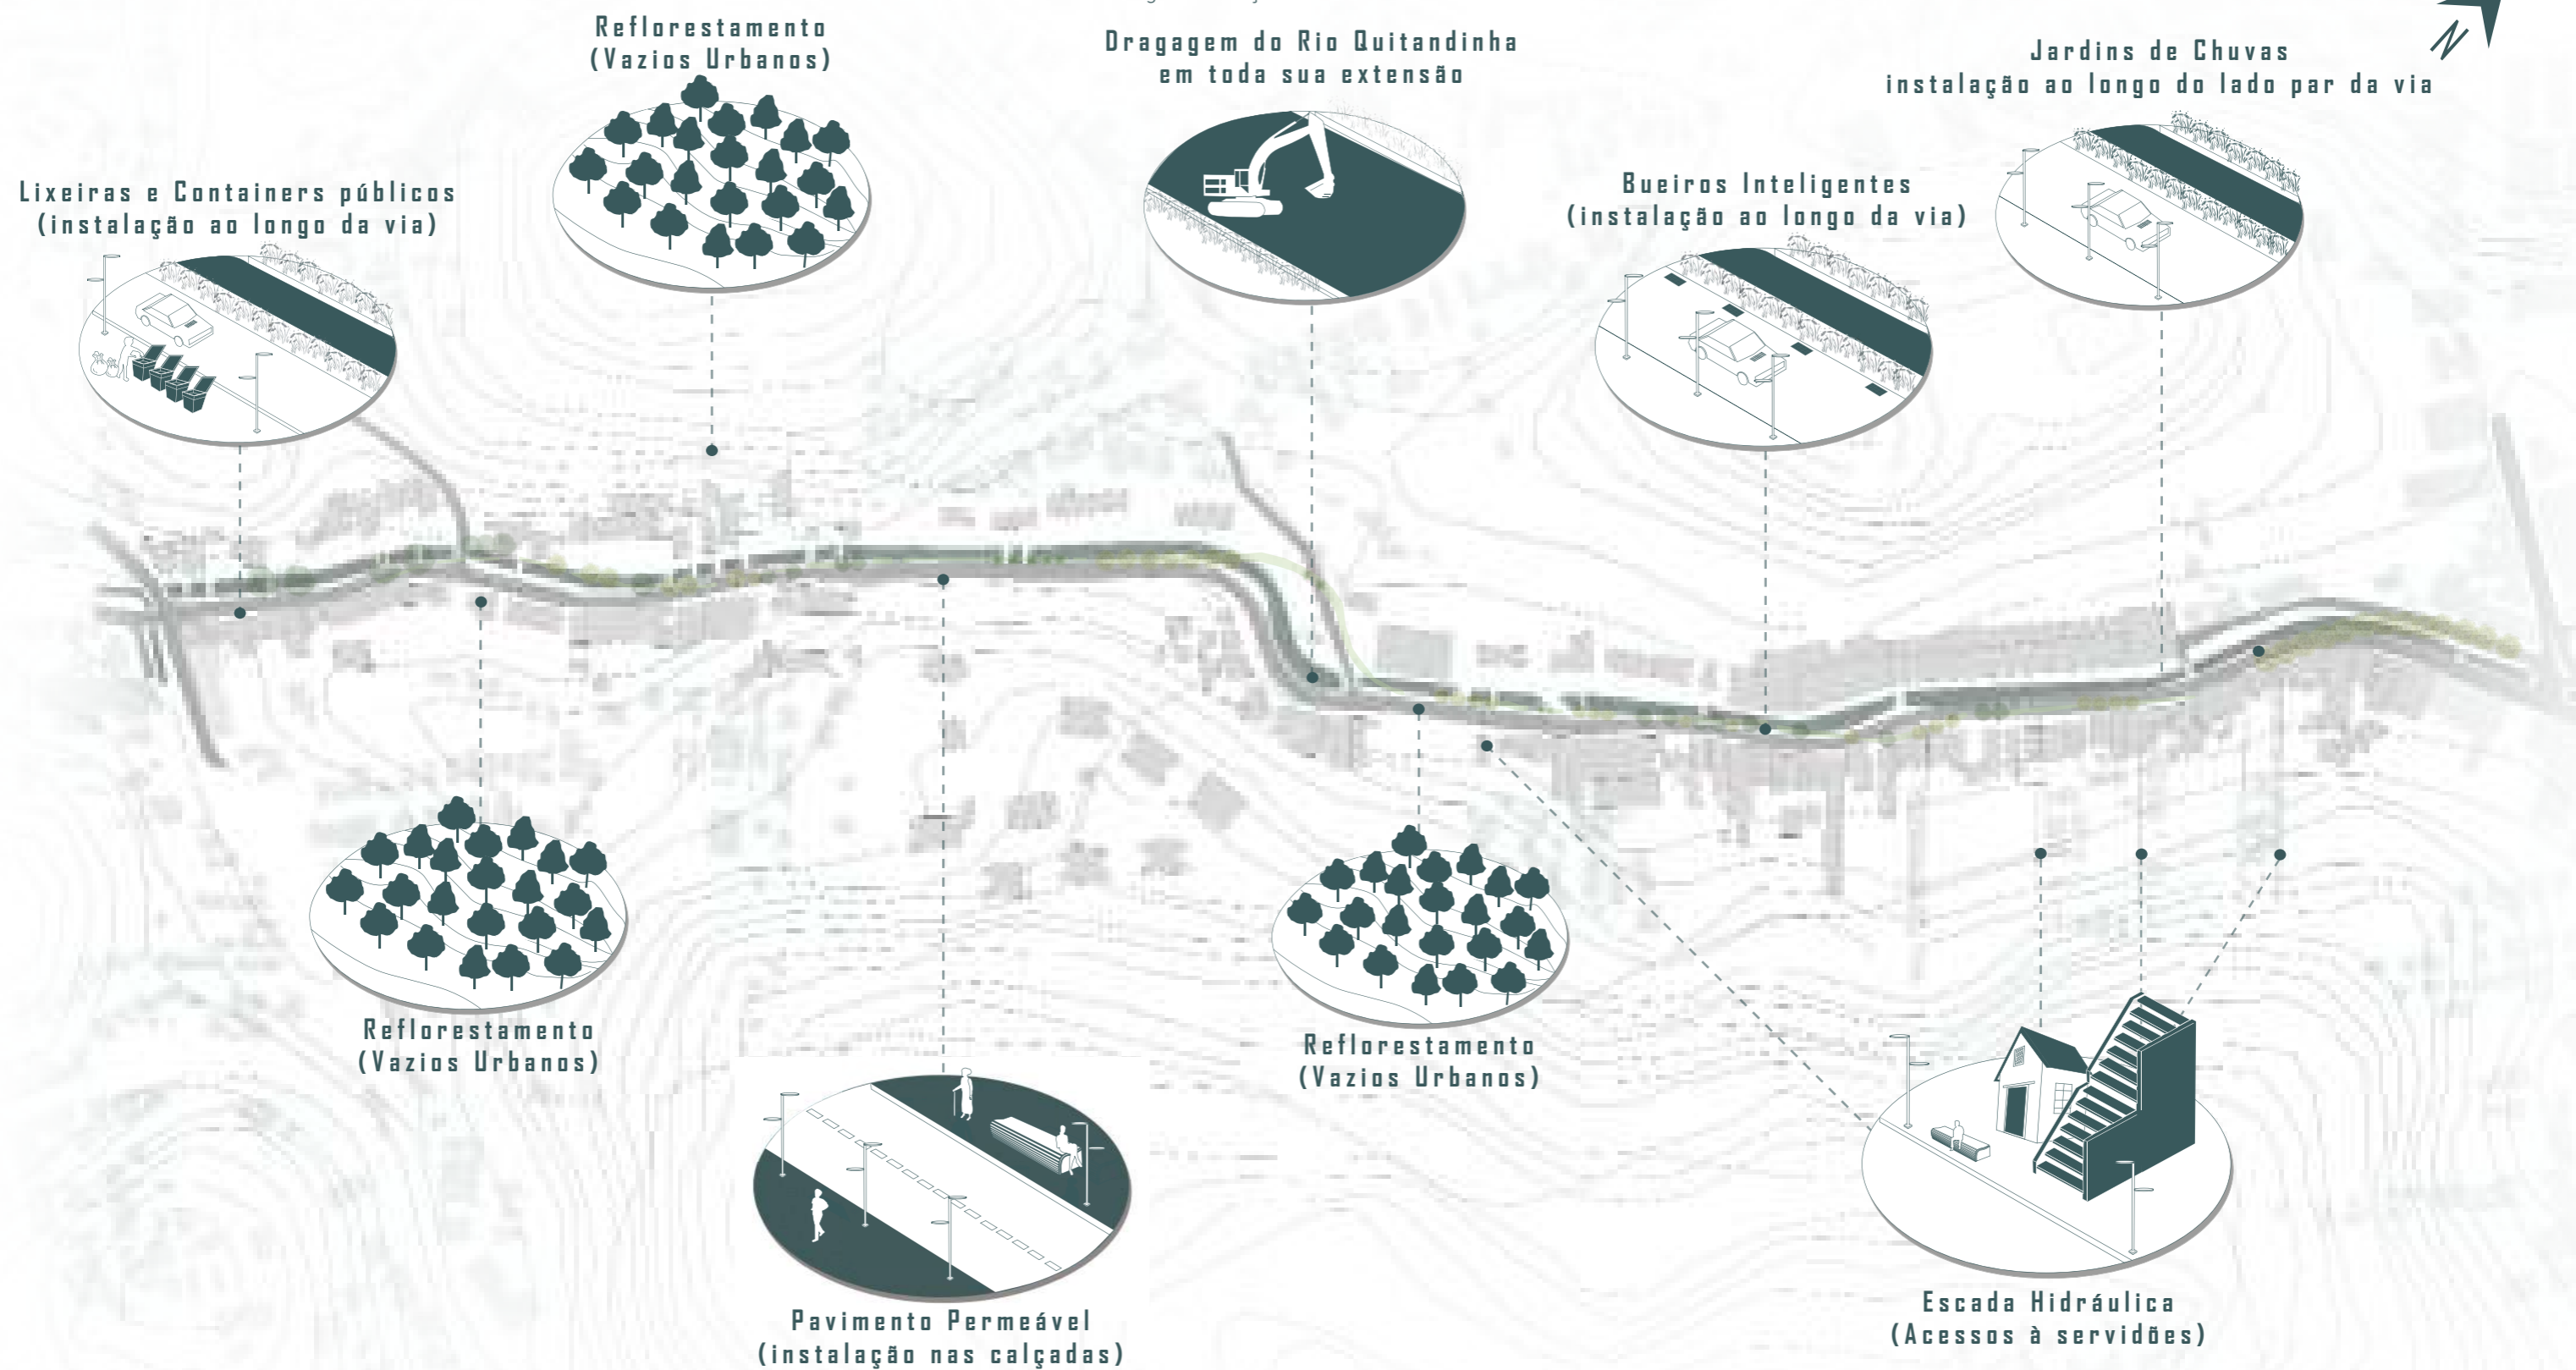 Reflorestamento
(Vazios Urbanos)
Dragagem do Rio Quitandinha
em toda sua extensão
Jardins de Chuvas
instalação ao longo do lado par da via
N
Lixeiras e Containers públicos
(instalação ao longo da via)
Bueiros Inteligentes
(instalação ao longo da via)
Reflorestamento
(Vazios Urbanos)
Reflorestamento
(Vazios Urbanos)
Pavimento Permeável
(instalação nas calçadas)
Escada Hidráulica
(Acessos à servidões)